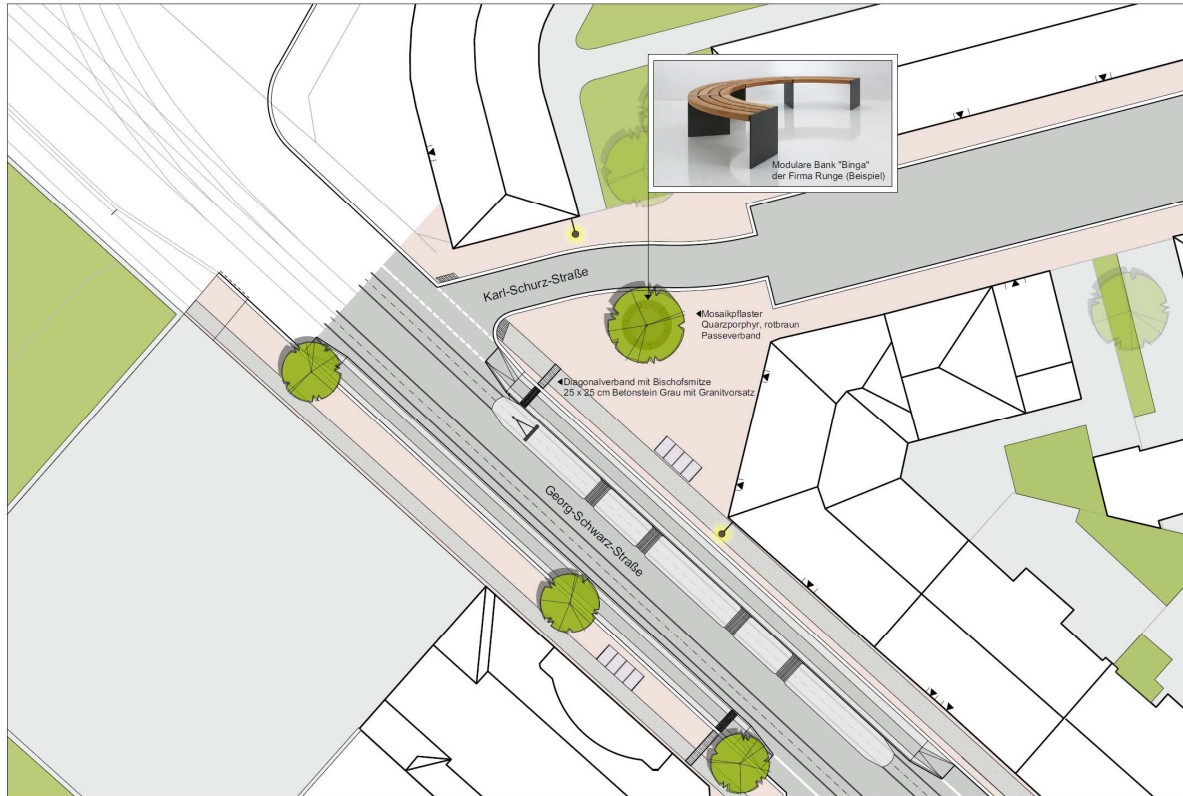 Modulare Bank "Binga"
der Firma Runge (Beispiel)
Karl-Schurz-Straße
Mosaikpflaster
Quarzporphyr, rotbraun
Passeverband
Diagonalverband mit Bischofsmitze
25 x 25 cm Betonstein Grau mit Granitvorsatz
Georg-Schwarz-Straße